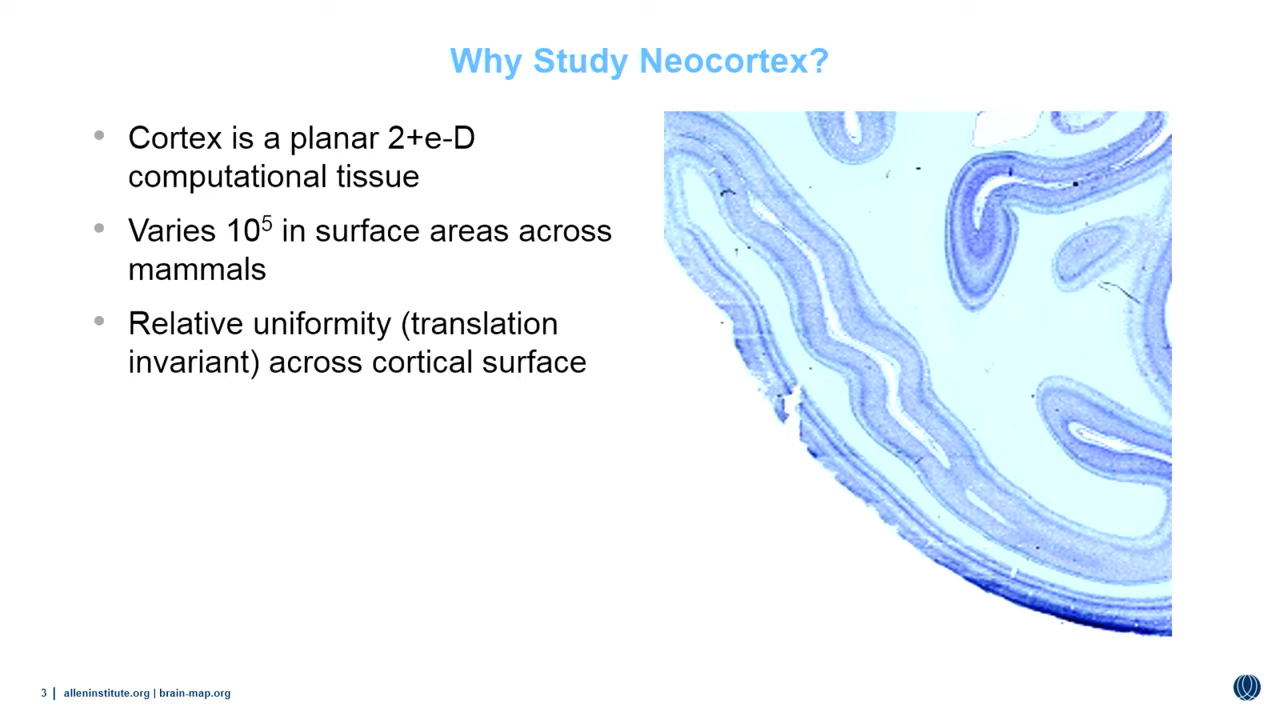 Why Study Neocortex?
• Cortex is a planar 2+e-D
computational tissue
• Varies 10⁵ in surface areas across
mammals
• Relative uniformity (translation
invariant) across cortical surface
3 | alleninstitute.org | brain-map.org